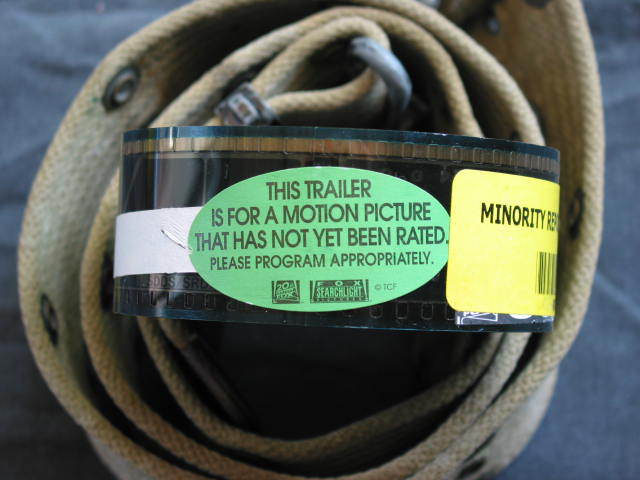 THIS TRAILER
IS FOR A MOTION PICTURE
THAT HAS NOT YET BEEN RATED.
PLEASE PROGRAM APPROPRIATELY.
FOX
SEARCHLIGHT
PICTURES
© TCF
MINORITY